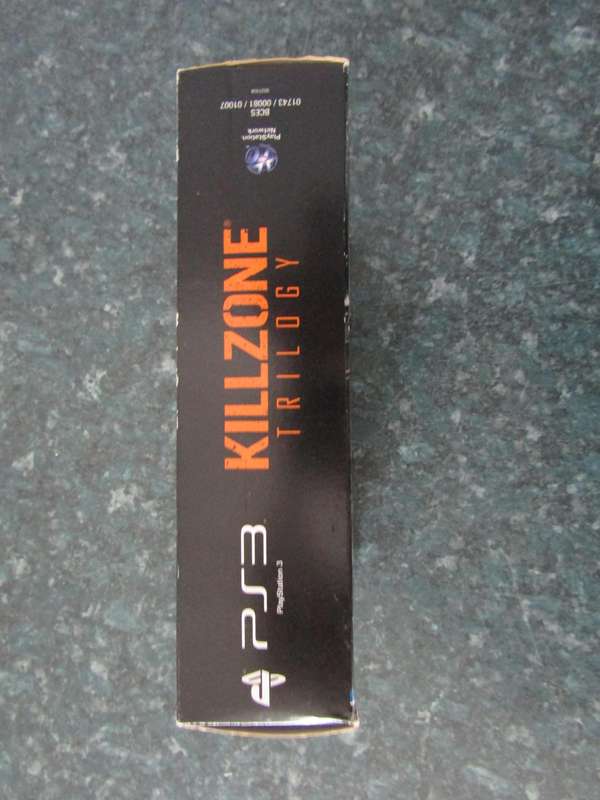 PS3
PlayStation 3
KILLZONE®
TRILOGY
PlayStation®
Network
BCES
01743 / 00081 / 01007